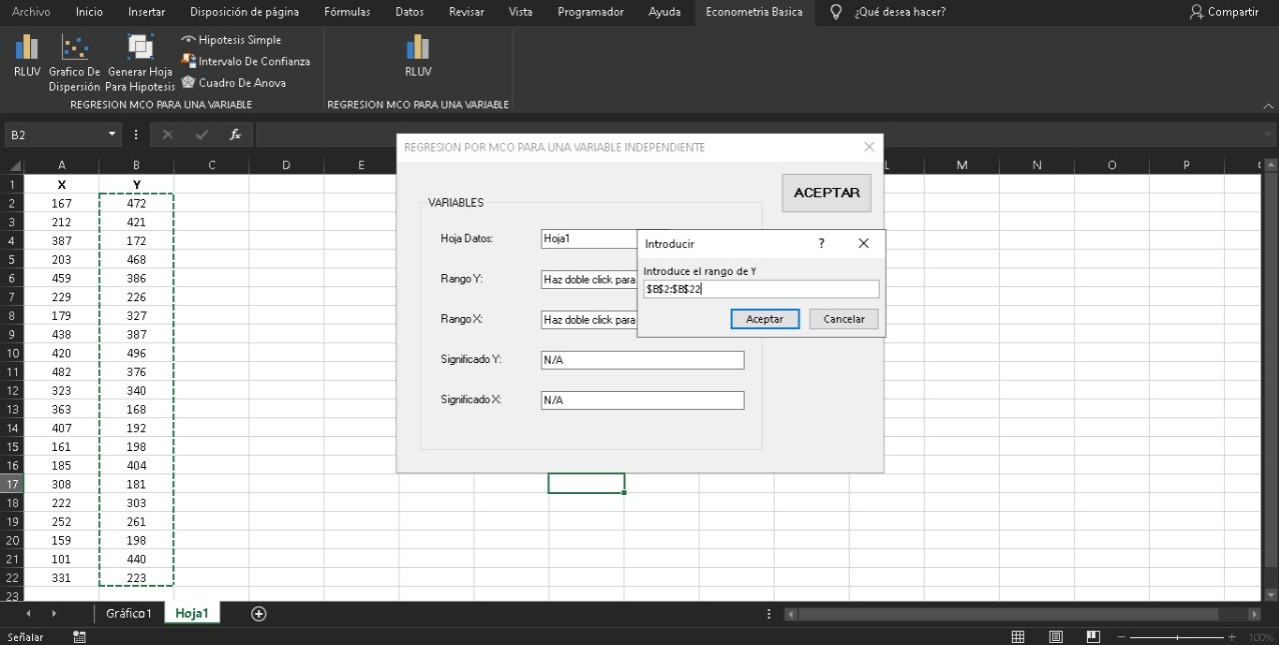 Archivo Inicio Insertar Disposición de página Fórmulas Datos Revisar Vista Programador Ayuda Econometria Basica ¿Qué desea hacer? Compartir
RLUV
Grafico De Dispersión
Generar Hoja Para Hipotesis
Hipotesis Simple
Intervalo De Confianza
Cuadro De Anova
RLUV
REGRESION MCO PARA UNA VARIABLE REGRESION MCO PARA UNA VARIABLE
B2 fx
REGRESION POR MCO PARA UNA VARIABLE INDEPENDIENTE
ACEPTAR
VARIABLES
Hoja Datos: Hoja1
Rango Y: Haz doble click para
Rango X: Haz doble click para
Significado Y: N/A
Significado X: N/A
Introducir ?
Introduce el rango de Y
$B$2:$B$22
Aceptar Cancelar
A B C D E L M N O P
1 X Y
2 167 472
3 212 421
4 387 172
5 203 468
6 459 386
7 229 226
8 179 327
9 438 387
10 420 496
11 482 376
12 323 340
13 363 168
14 407 192
15 161 198
16 185 404
17 308 181
18 222 303
19 252 261
20 159 198
21 101 440
22 331 223
23
Gráfico1 Hoja1
Señalar 100%